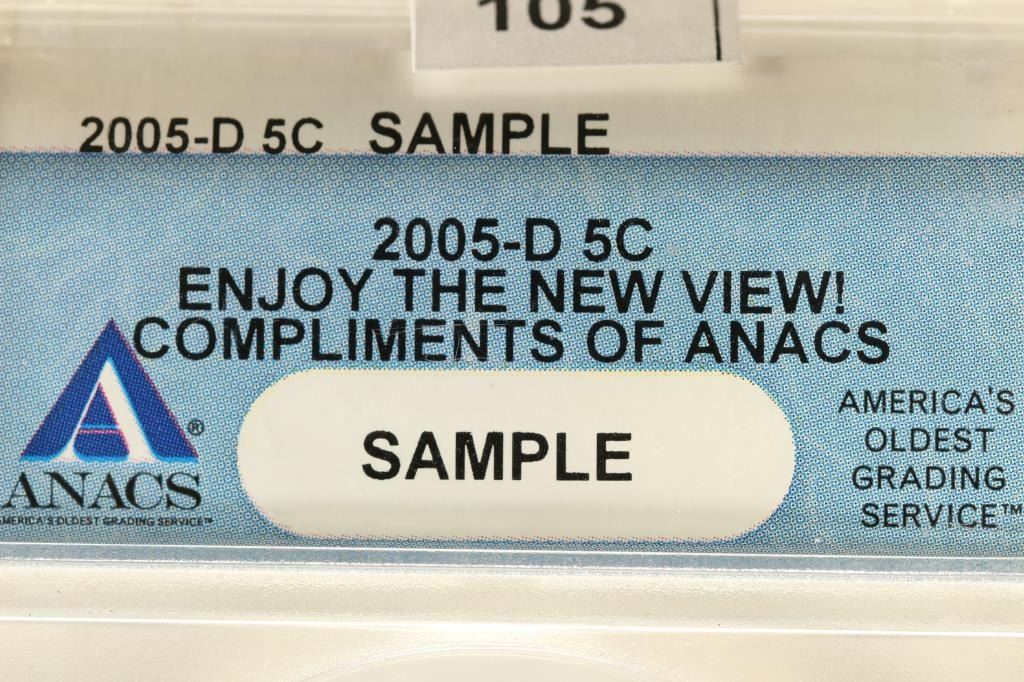 105
2005-D 5C SAMPLE
2005-D 5C
ENJOY THE NEW VIEW!
COMPLIMENTS OF ANACS
SAMPLE
®
ANACS
AMERICA'S OLDEST GRADING SERVICE™
AMERICA'S
OLDEST
GRADING
SERVICE™